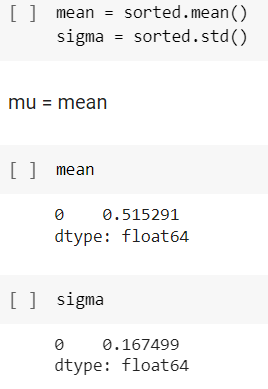 [ ] mean = sorted.mean()
sigma = sorted.std()
mu = mean
[ ] mean
0    0.515291
dtype: float64
[ ] sigma
0    0.167499
dtype: float64